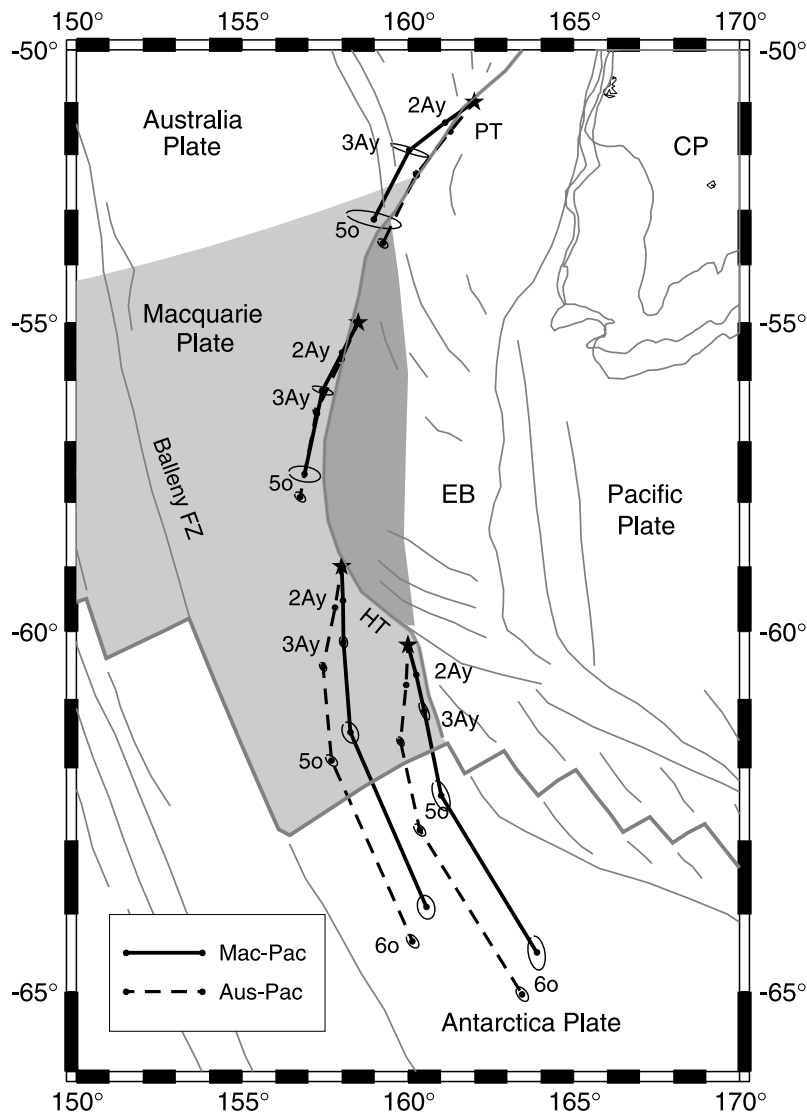 150° 155° 160° 165° 170°
-50° -50°
2Ay
Australia
Plate
PT
3Ay
CP
5o
-55° -55°
Macquarie
Plate
2Ay
3Ay
Balleny FZ
5o
EB
Pacific
Plate
2Ay
HT
-60° -60°
3Ay
2Ay
3Ay
5o
5o
6o
Mac-Pac
6o
-65° -65°
Aus-Pac
Antarctica Plate
150° 155° 160° 165° 170°